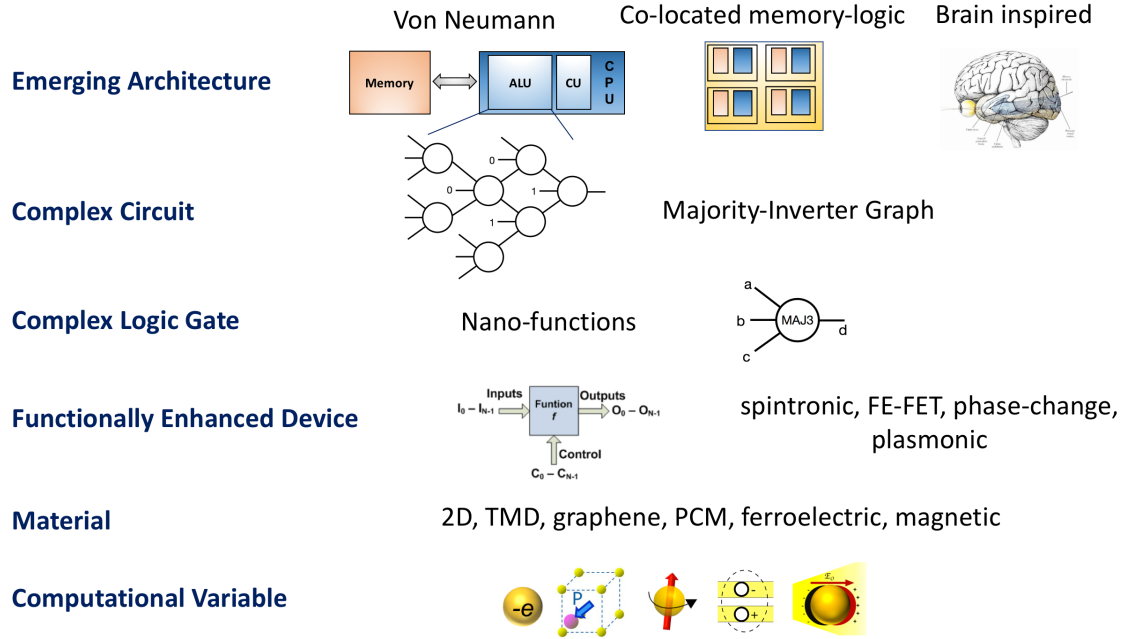 Von Neumann
Co-located memory-logic
Brain inspired
Emerging Architecture
Memory
ALU
CU
C
P
U
0
0
1
1
Complex Circuit
Majority-Inverter Graph
Complex Logic Gate
Nano-functions
a
b
c
MAJ3
d
Functionally Enhanced Device
Inputs
I0 – IN-1
Funtion
f
Outputs
O0 – ON-1
Control
C0 – CN-1
spintronic, FE-FET, phase-change,
plasmonic
Material
2D, TMD, graphene, PCM, ferroelectric, magnetic
Computational Variable
-e
P
-
+